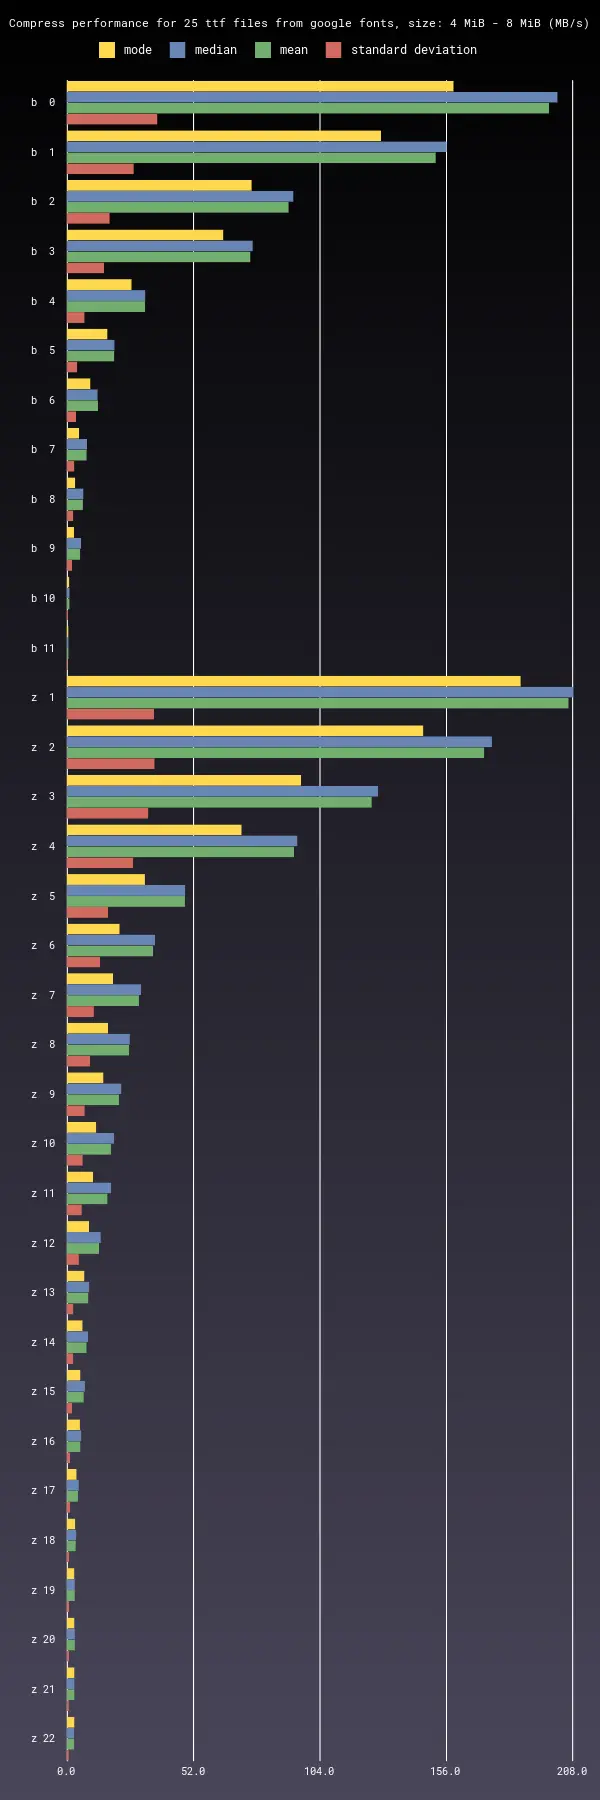 Compress performance for 25 ttf files from google fonts, size: 4 MiB - 8 MiB (MB/s)
mode median mean standard deviation
b 0
b 1
b 2
b 3
b 4
b 5
b 6
b 7
b 8
b 9
b 10
b 11
z 1
z 2
z 3
z 4
z 5
z 6
z 7
z 8
z 9
z 10
z 11
z 12
z 13
z 14
z 15
z 16
z 17
z 18
z 19
z 20
z 21
z 22
0.0 52.0 104.0 156.0 208.0